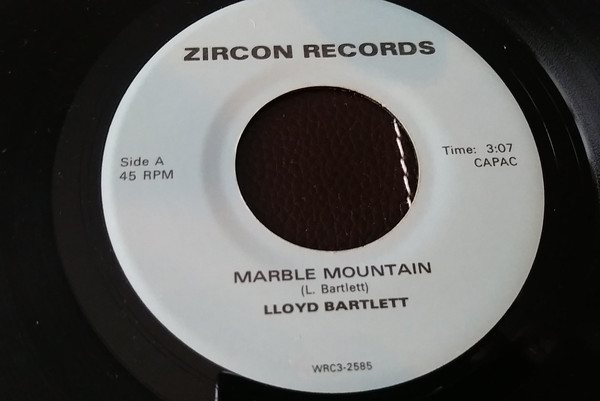 ZIRCON RECORDS
Side A
45 RPM
Time: 3:07
CAPAC
MARBLE MOUNTAIN
(L. Bartlett)
LLOYD BARTLETT
WRC3-2585